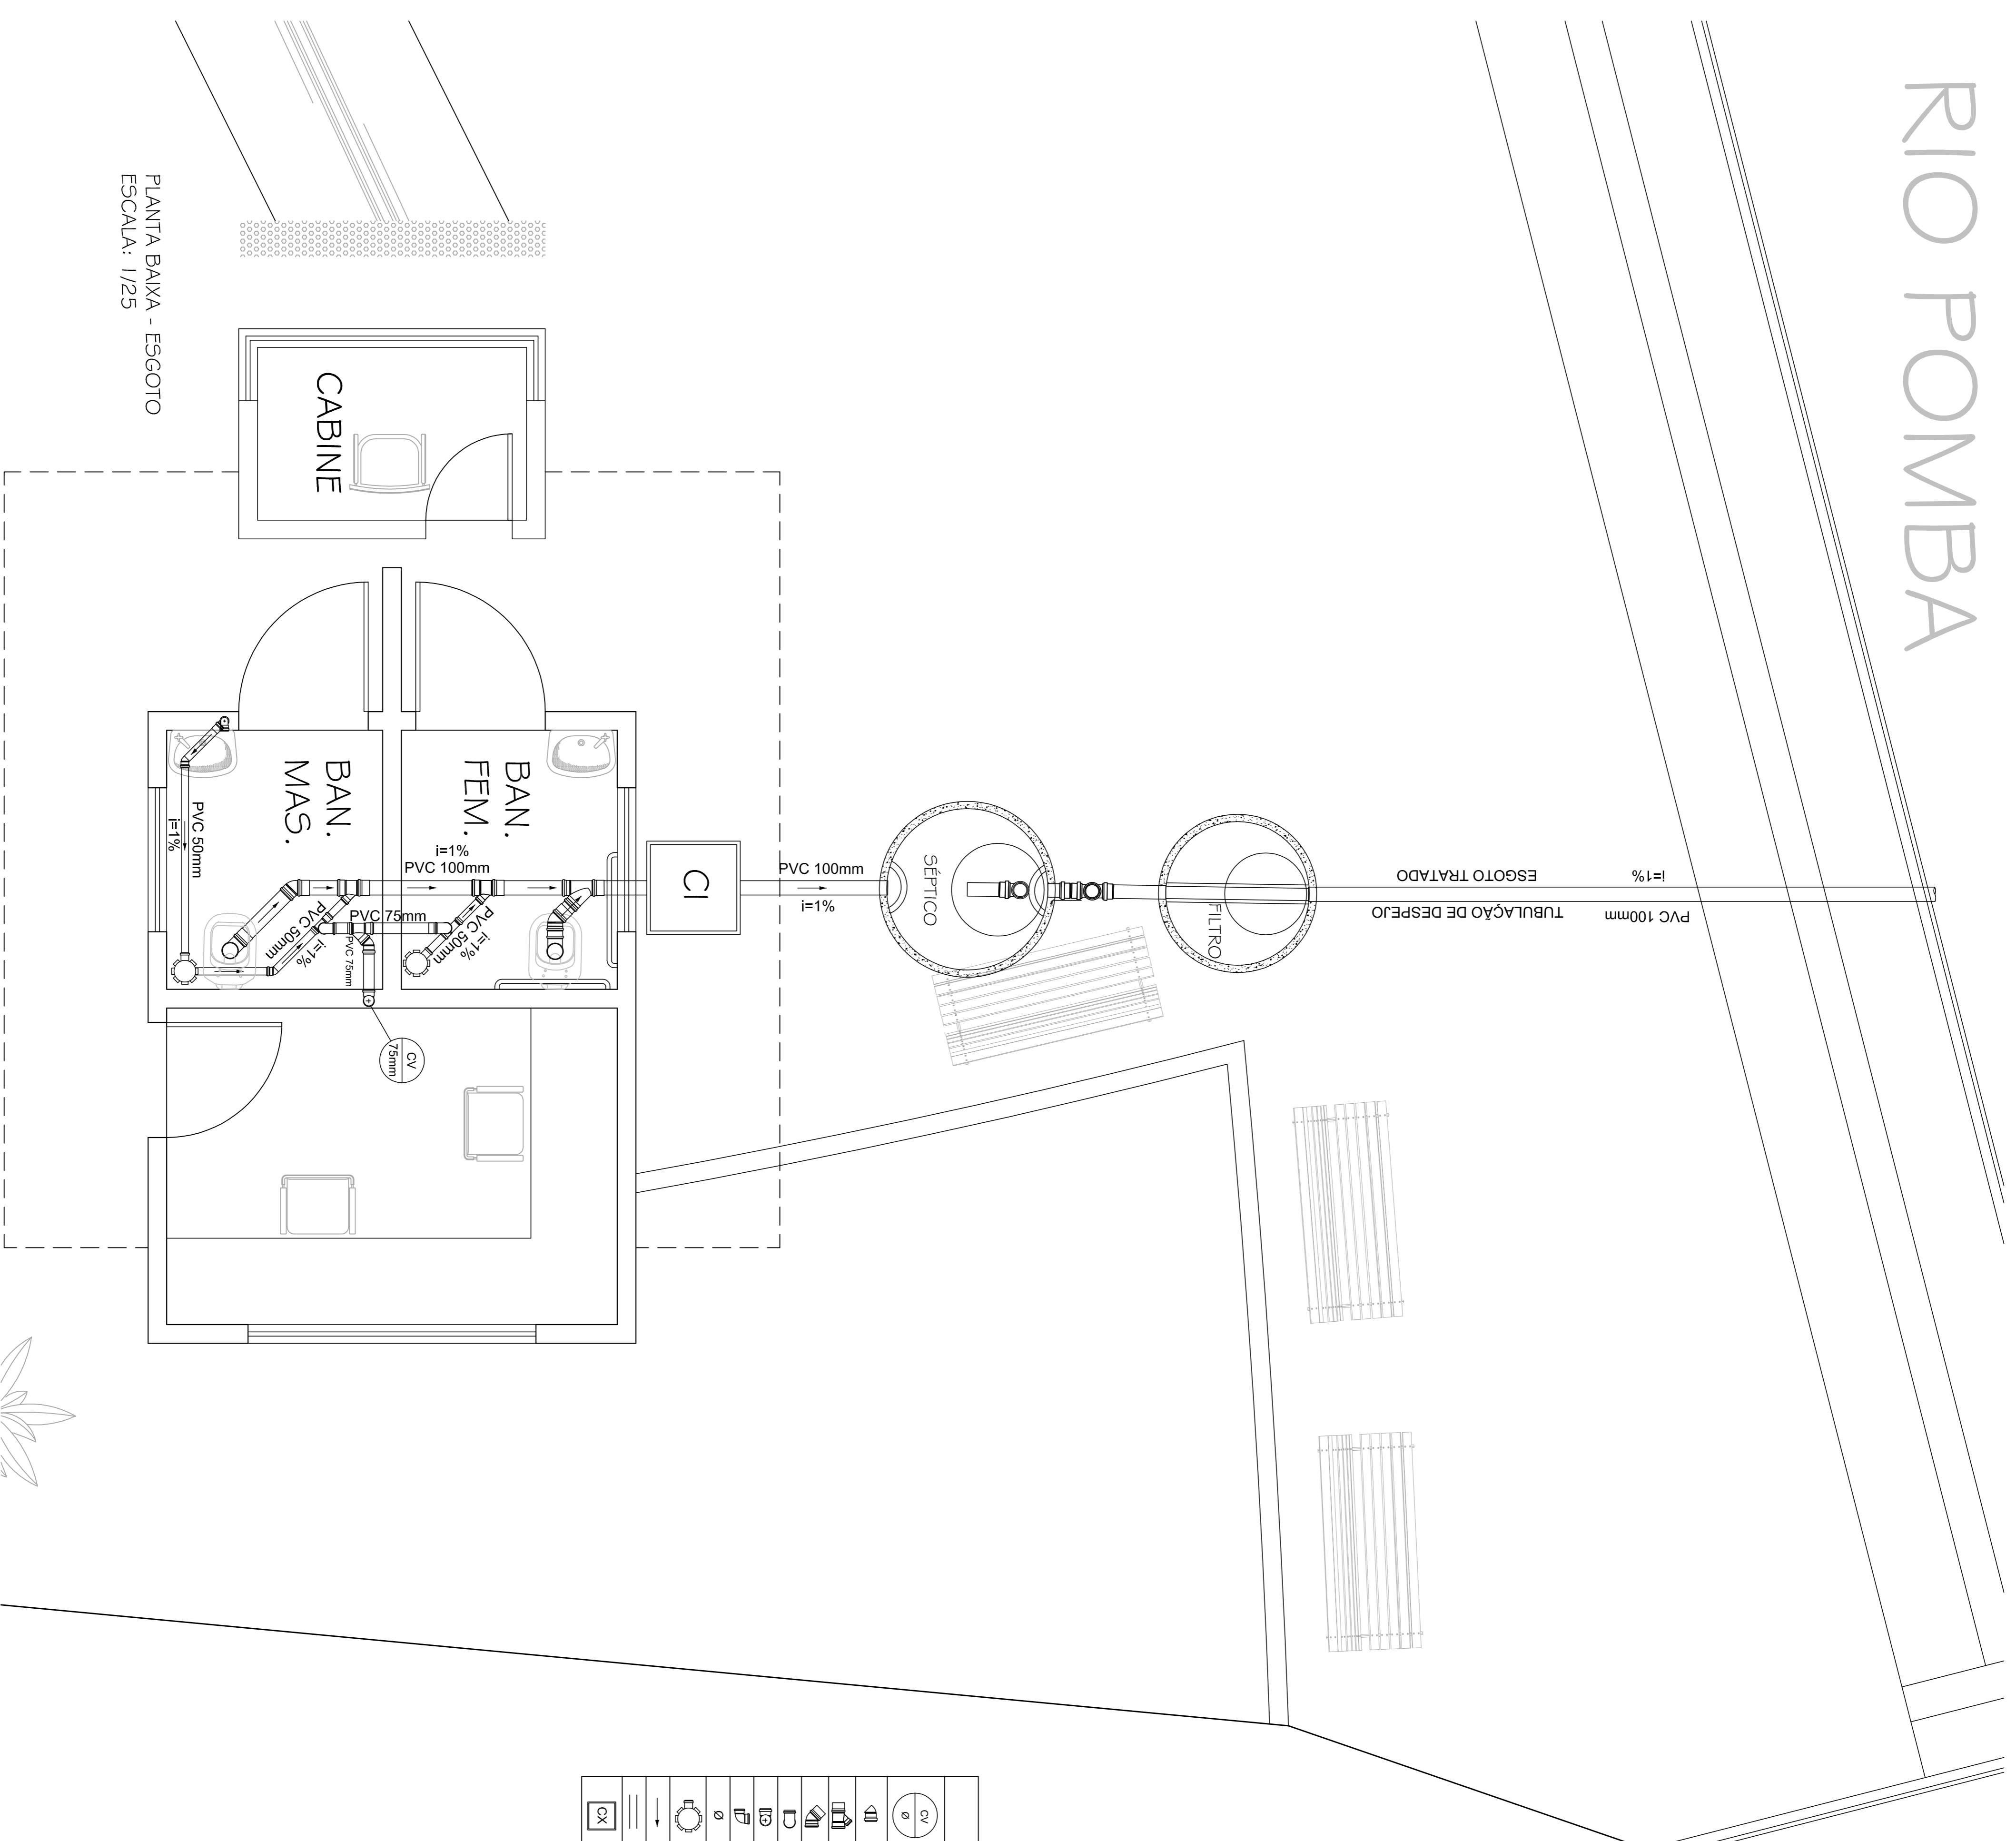 RIO POMBA
PLANTA BAIXA - ESGOTO
ESCALA: 1/25
CABINE
BAN.
MAS.
BAN.
FEM.
PVC 50mm
i=1%
i=1%
PVC 100mm
PVC 50mm
i=1%
PVC 75mm
PVC 75mm
PVC 50mm
i=1%
CV
75mm
CI
PVC 100mm
i=1%
SÉPTICO
FILTRO
TUBULAÇÃO DE DESPEJO
ESGOTO TRATADO
PVC 100mm
i=1%
CX
Ø
CV
Ø